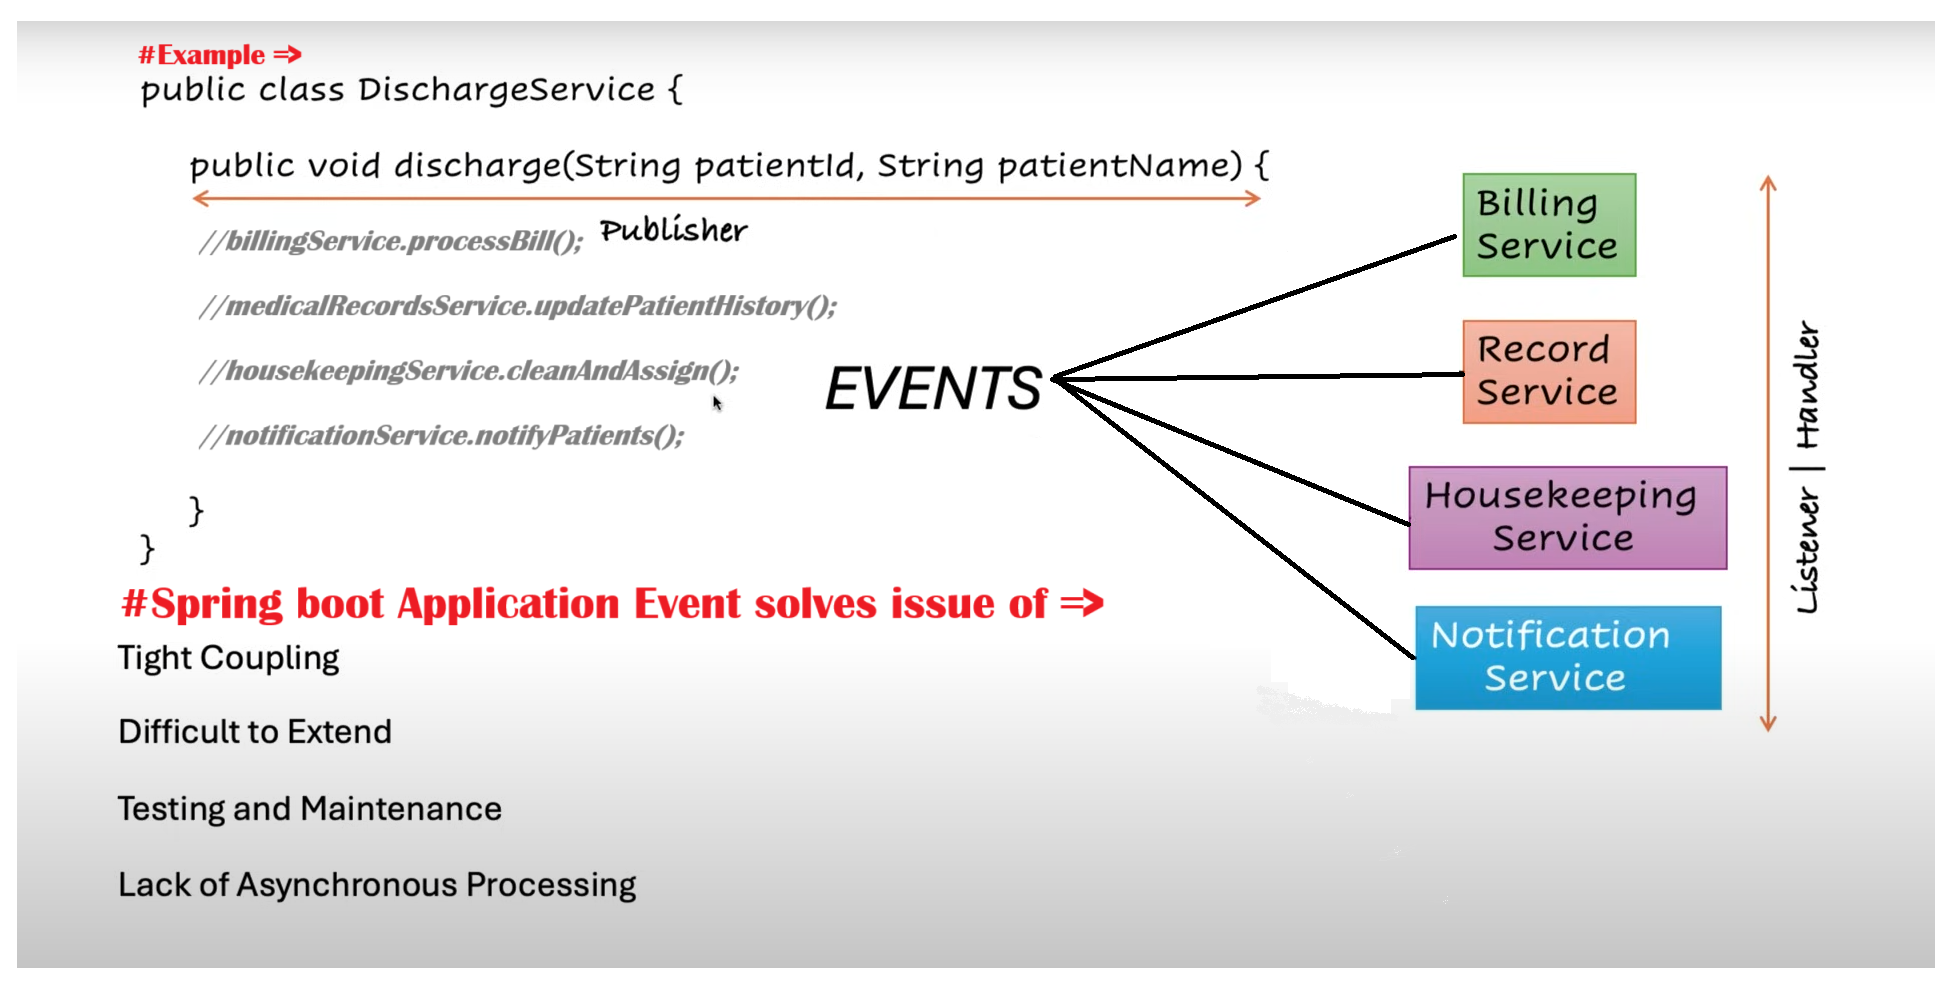 #Example =>
public class DischargeService {
public void discharge(String patientId, String patientName) {
Publisher
//billingService.processBill();
//medicalRecordsService.updatePatientHistory();
//housekeepingService.cleanAndAssign();
//notificationService.notifyPatients();
}
}
EVENTS
Billing
Service
Record
Service
Housekeeping
Service
Notification
Service
Listener | Handler
#Spring boot Application Event solves issue of =>
Tight Coupling
Difficult to Extend
Testing and Maintenance
Lack of Asynchronous Processing